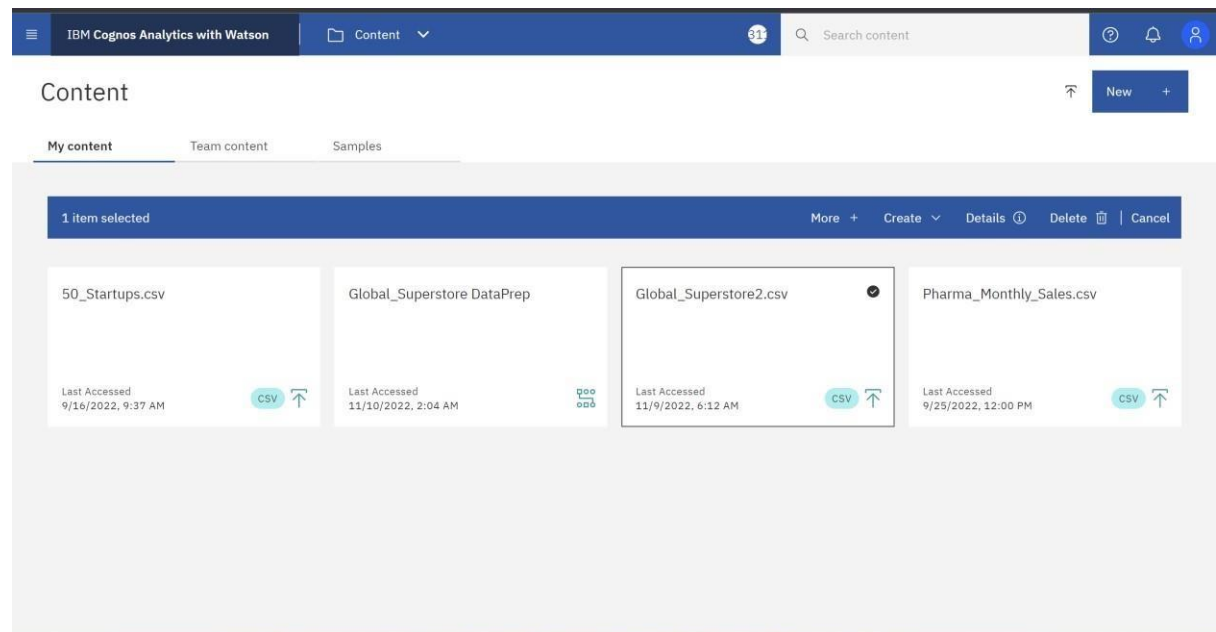 IBM Cognos Analytics with Watson
Content
Search content
Content
New +
My content
Team content
Samples
1 item selected
More +
Create
Details
Delete
Cancel
50_Startups.csv
Last Accessed
9/16/2022, 9:37 AM
CSV
Global_Superstore DataPrep
Last Accessed
11/10/2022, 2:04 AM
Global_Superstore2.csv
Last Accessed
11/9/2022, 6:12 AM
CSV
Pharma_Monthly_Sales.csv
Last Accessed
9/25/2022, 12:00 PM
CSV